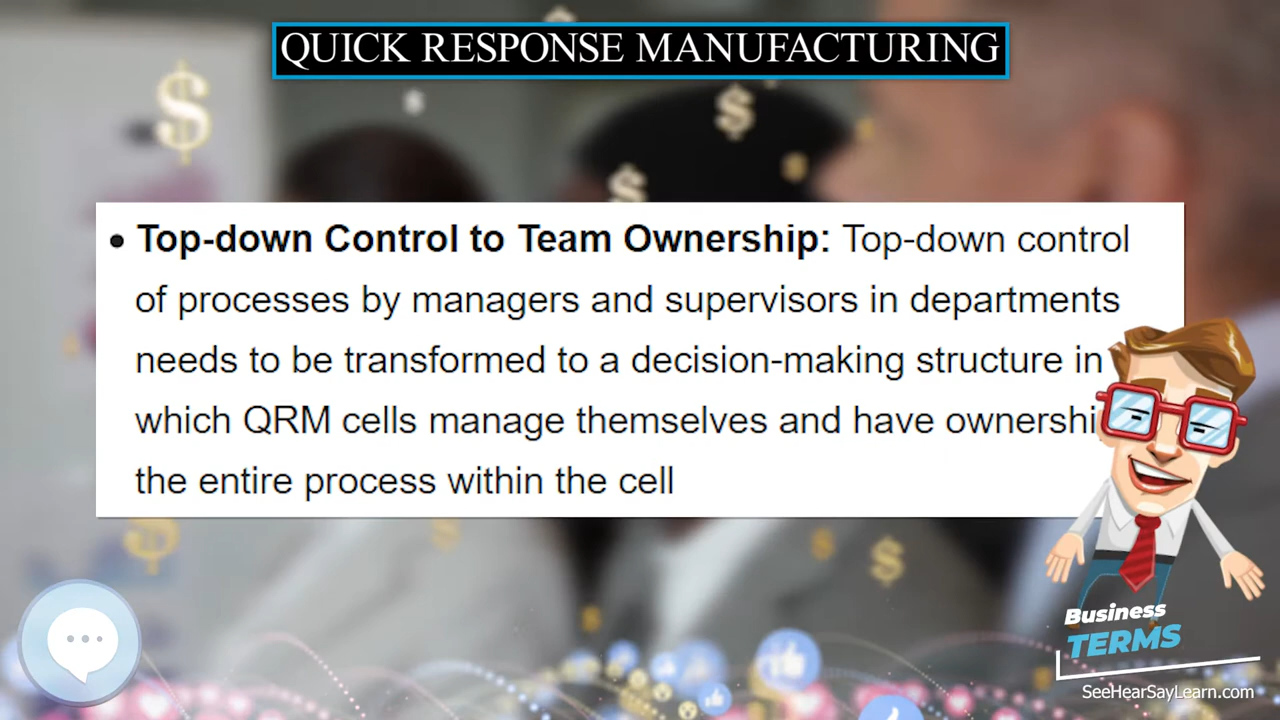 QUICK RESPONSE MANUFACTURING
• Top-down Control to Team Ownership: Top-down control
of processes by managers and supervisors in departments
needs to be transformed to a decision-making structure in
which QRM cells manage themselves and have ownershi
the entire process within the cell
Business
TERMS
SeeHearSayLearn.com